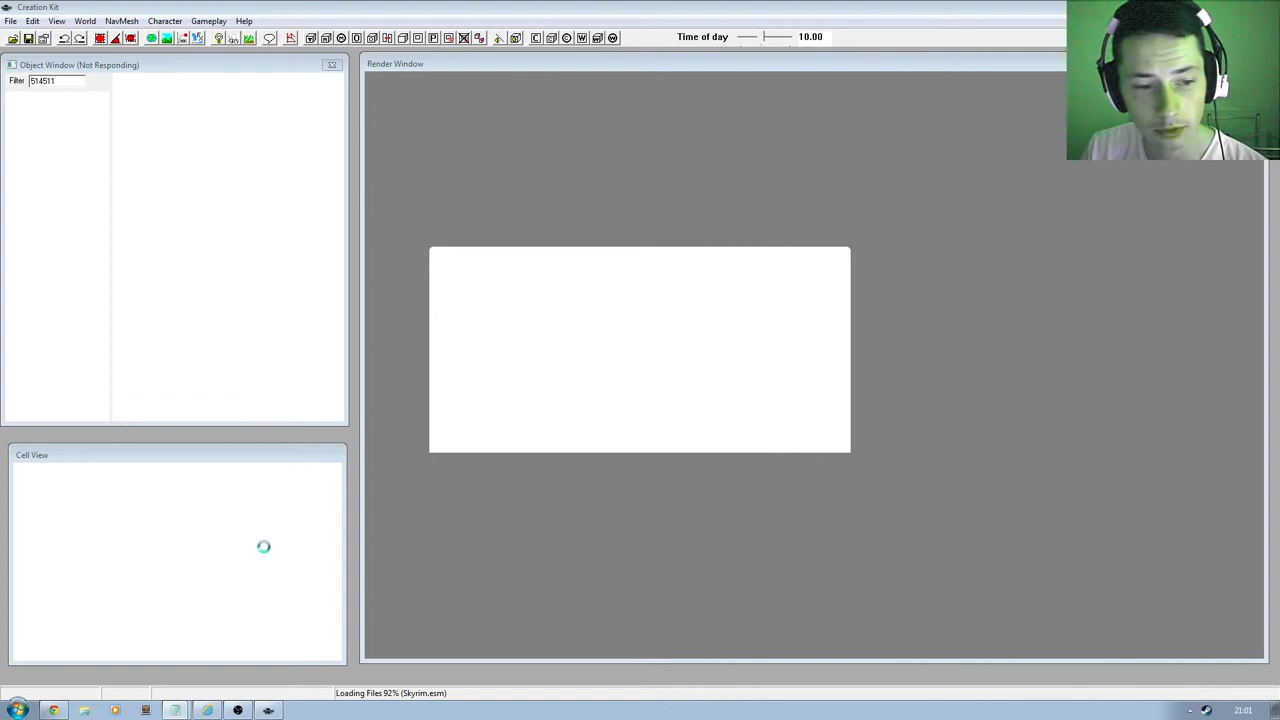 Creation Kit
File Edit View World NavMesh Character Gameplay Help
Time of day 10.00
Object Window (Not Responding)
Render Window
Filter 514511
Cell View
Loading Files 92% (Skyrim.esm)
21:01